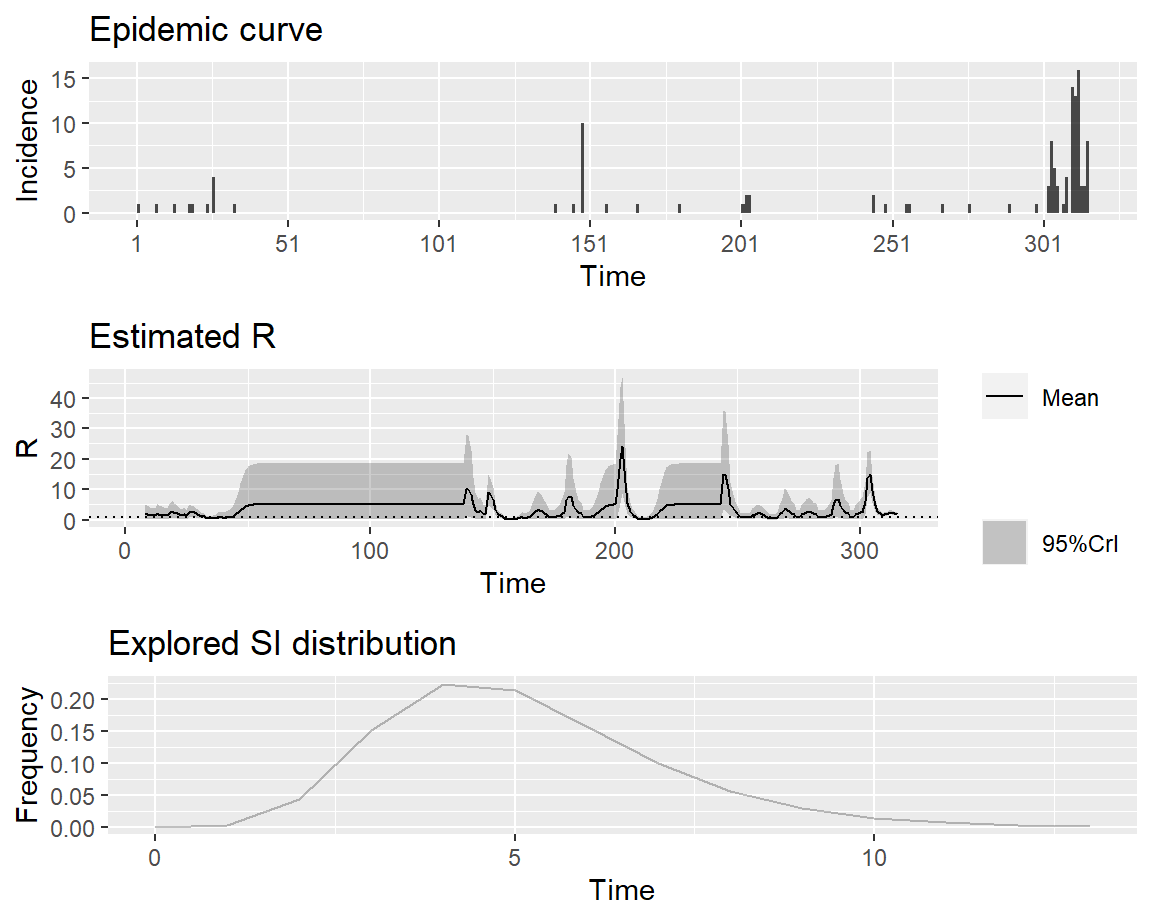 Epidemic curve
Incidence
15
10
5
0
1 51 101 151 201 251 301
Time
Estimated R
R
40
30
20
10
0
0 100 200 300
Time
Mean
95%CrI
Explored SI distribution
Frequency
0.20
0.15
0.10
0.05
0.00
0 5 10
Time